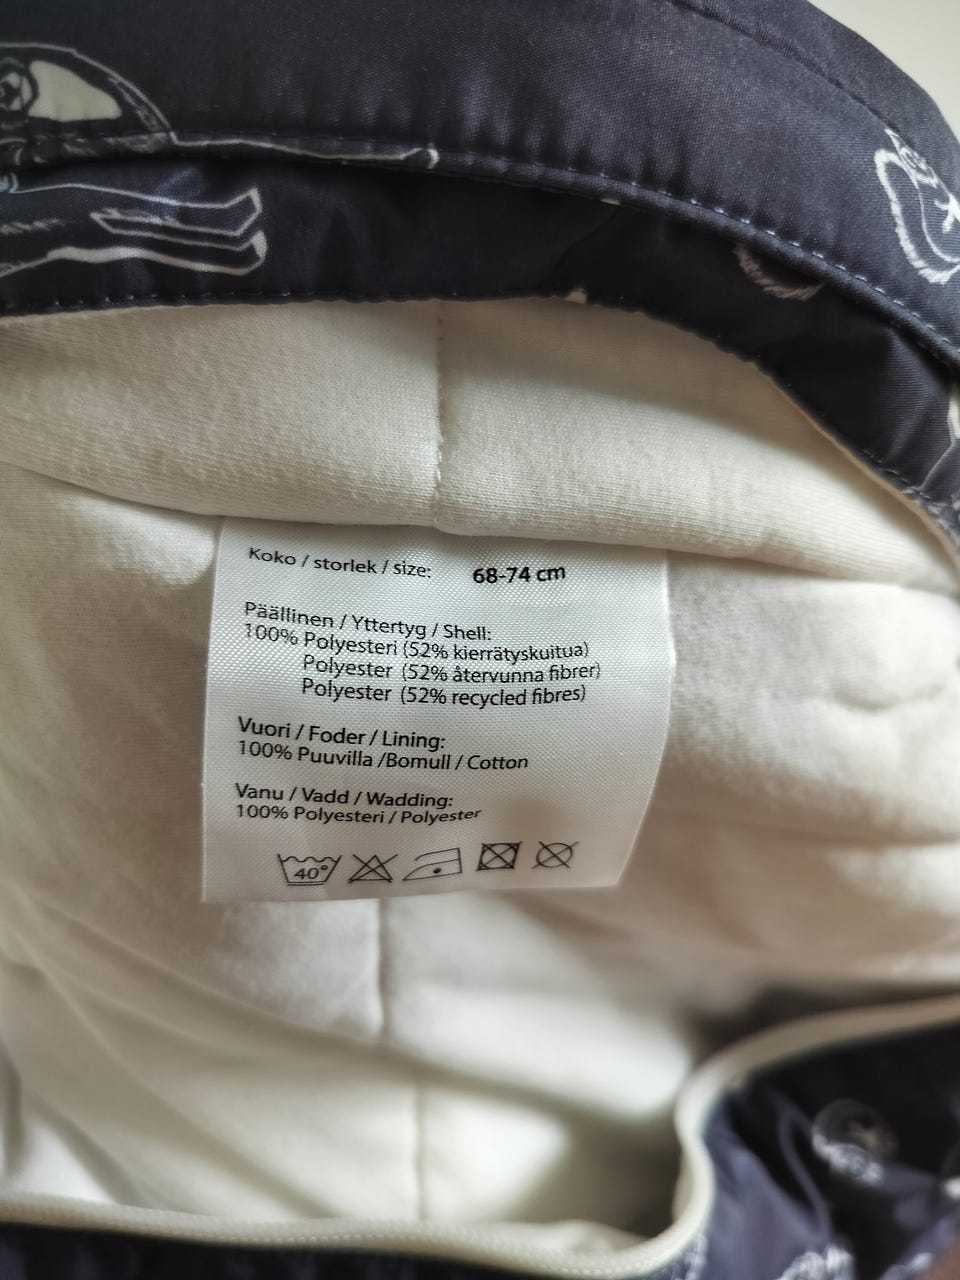 Koko / storlek / size: 68-74 cm
Päällinen / Yttertyg / Shell:
100% Polyesteri (52% kierrätyskuitua)
Polyester (52% återvunna fibrer)
Polyester (52% recycled fibres)
Vuori / Foder / Lining:
100% Puuvilla /Bomull / Cotton
Vanu / Vadd / Wadding:
100% Polyesteri / Polyester
40°